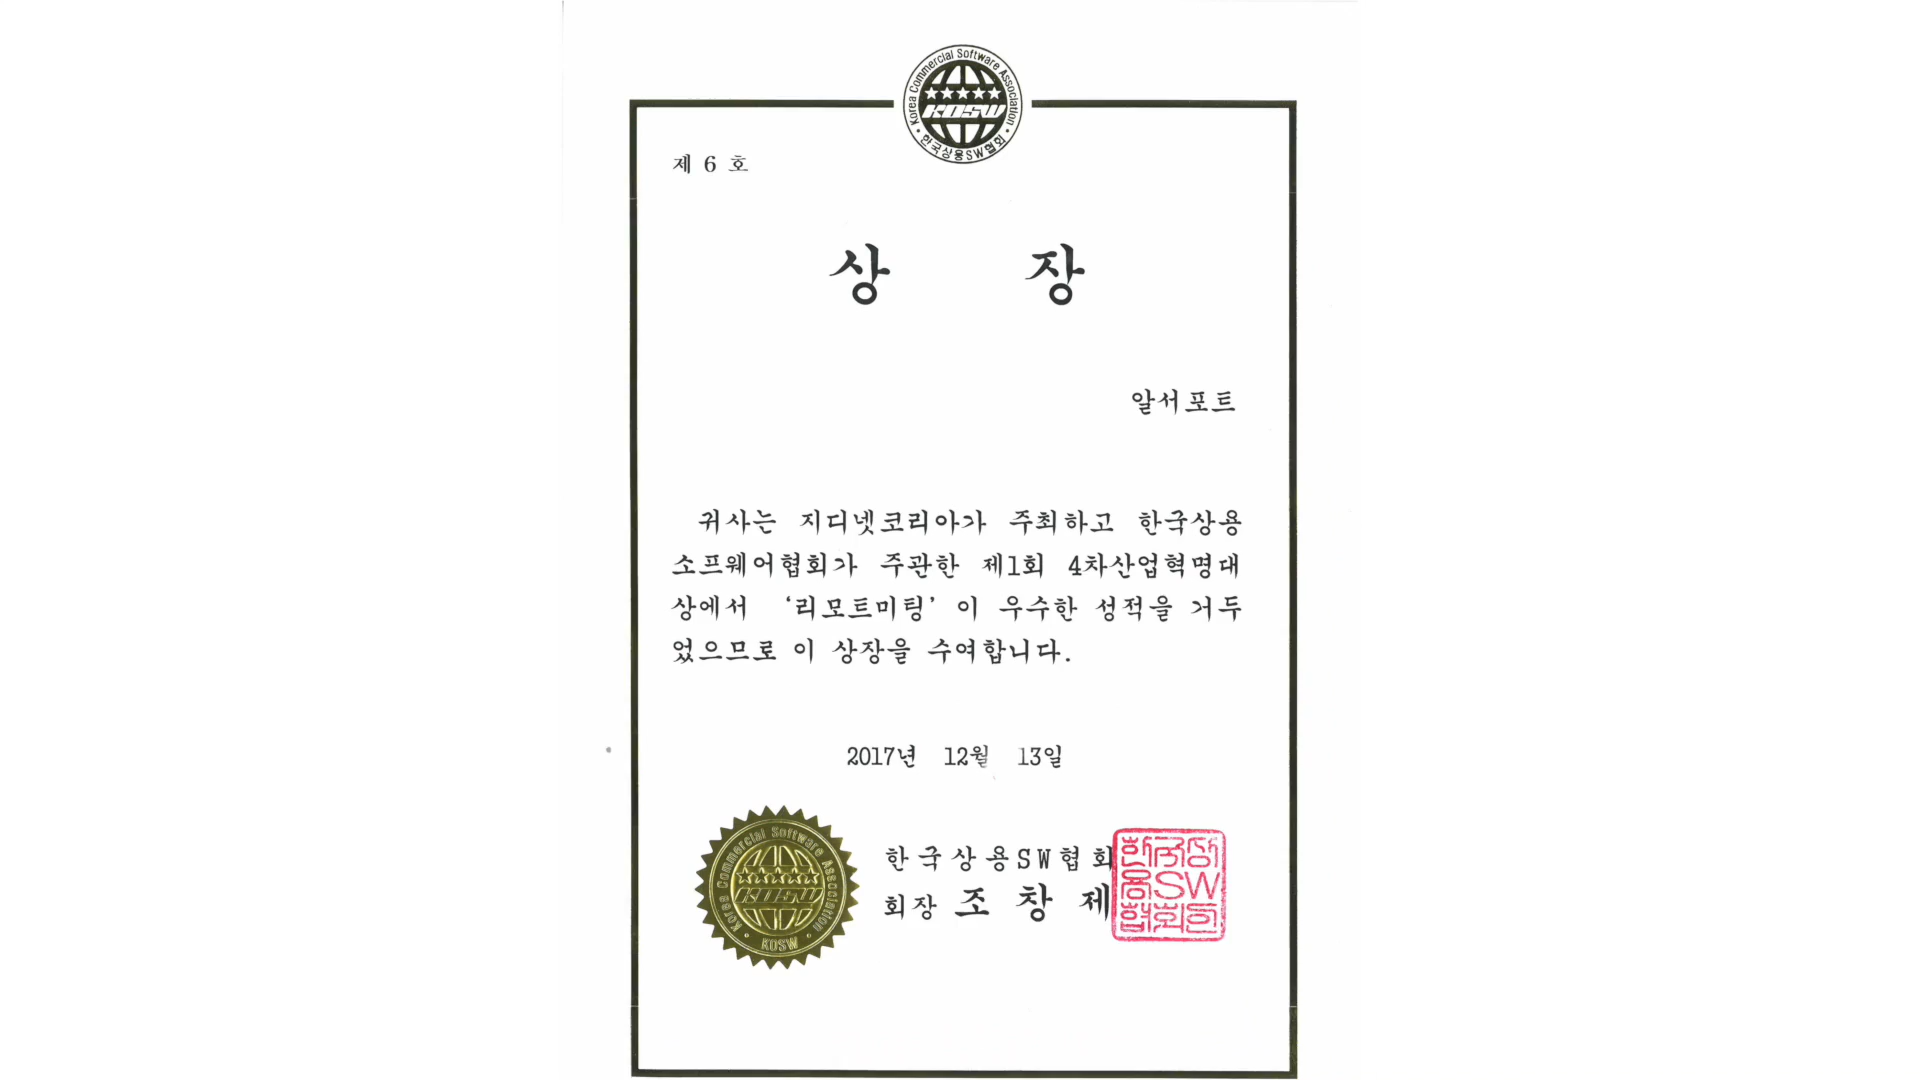 Korea Commercial Software Association
KOSW
한국상용SW협회
제 6 호
상 장
알서포트
귀사는 지디넷코리아가 주최하고 한국상용
소프웨어협회가 주관한 제1회 4차산업혁명대
상에서 ‘리모트미팅’ 이 우수한 성적을 거두
었으므로 이 상장을 수여합니다.
2017년 12월 13일
Korea Commercial Software Association
KOSW
KOSW
한국상용SW협회
회장 조 창 제
한국상
용SW
협회